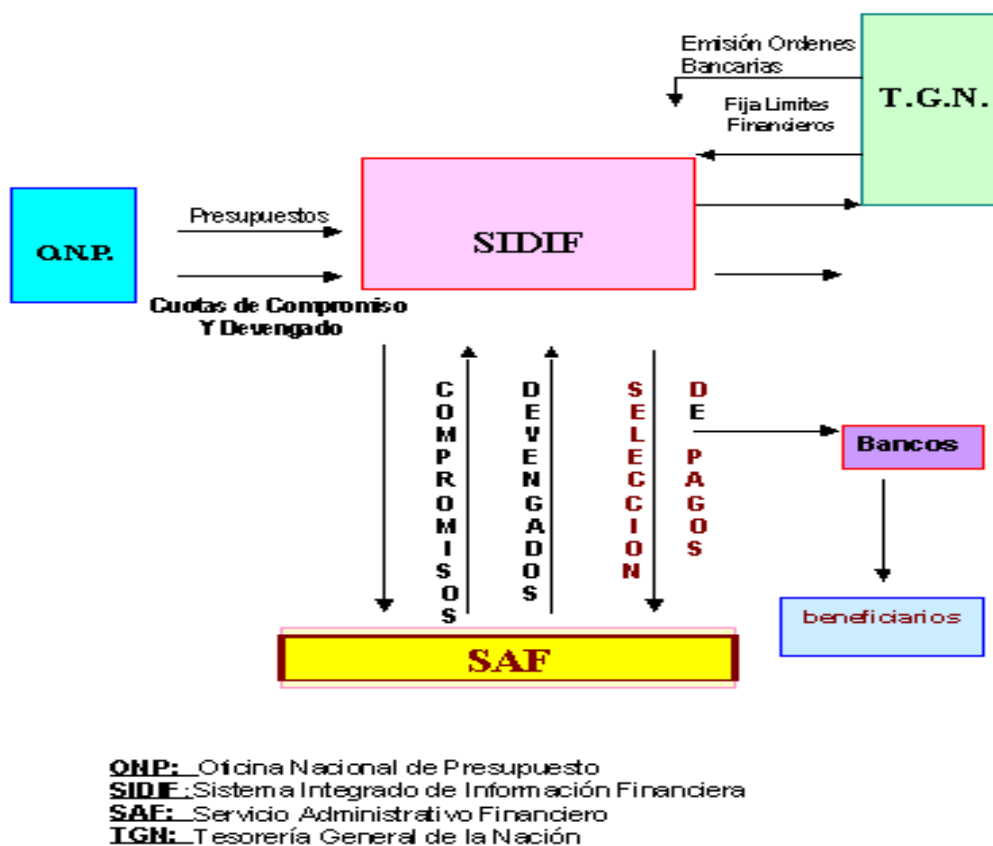 Emisión Ordenes
Bancarias
T.G.N.
Fija Limites
Financieros
Presupuestos
O.N.P.
SIDIF
Cuotas de Compromiso
Y Devengado
COMPROMISOS
DEVENGADOS
SELECCION
DE PAGOS
Bancos
beneficiarios
SAF
ONP: Oficina Nacional de Presupuesto
SIDIF:Sistema Integrado de Información Financiera
SAF: Servicio Administrativo Financiero
TGN: Tesorería General de la Nación